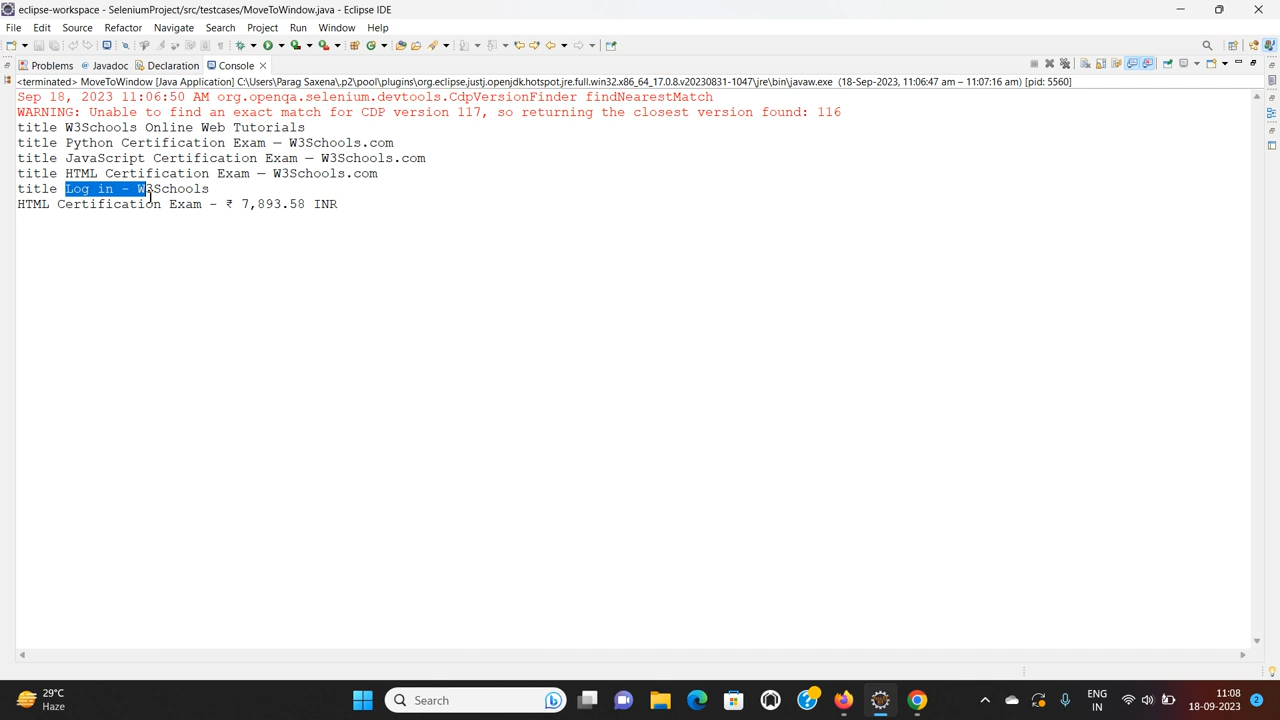 eclipse-workspace - SeleniumProject/src/testcases/MoveToWindow.java - Eclipse IDE
File Edit Source Refactor Navigate Search Project Run Window Help
Problems Javadoc Declaration Console
<terminated> MoveToWindow [Java Application] C:\Users\Parag Saxena\.p2\pool\plugins\org.eclipse.justj.openjdk.hotspot.jre.full.win32.x86_64_17.0.8.v20230831-1047\jre\bin\javaw.exe (18-Sep-2023, 11:06:47 am – 11:07:16 am) [pid: 5560]
Sep 18, 2023 11:06:50 AM org.openqa.selenium.devtools.CdpVersionFinder findNearestMatch
WARNING: Unable to find an exact match for CDP version 117, so returning the closest version found: 116
title W3Schools Online Web Tutorials
title Python Certification Exam — W3Schools.com
title JavaScript Certification Exam — W3Schools.com
title HTML Certification Exam — W3Schools.com
title Log in - W3Schools
HTML Certification Exam - ₹ 7,893.58 INR
29°C
Haze
Search
ENG
IN
11:08
18-09-2023
2